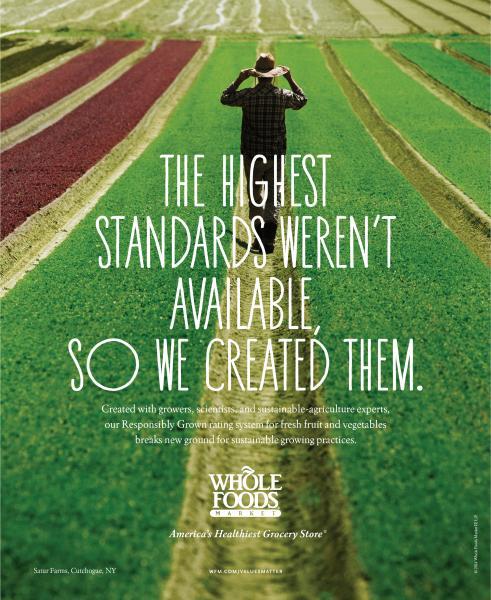 THE HIGHEST
STANDARDS WEREN'T
AVAILABLE,
SO WE CREATED THEM.
Created with growers, scientists, and sustainable-agriculture experts,
our Responsibly Grown rating system for fresh fruit and vegetables
breaks new ground for sustainable growing practices.
WHOLE
FOODS
MARKET
America's Healthiest Grocery Store®
Satur Farms, Cutchogue, NY
WFM.COM/VALUESMATTER